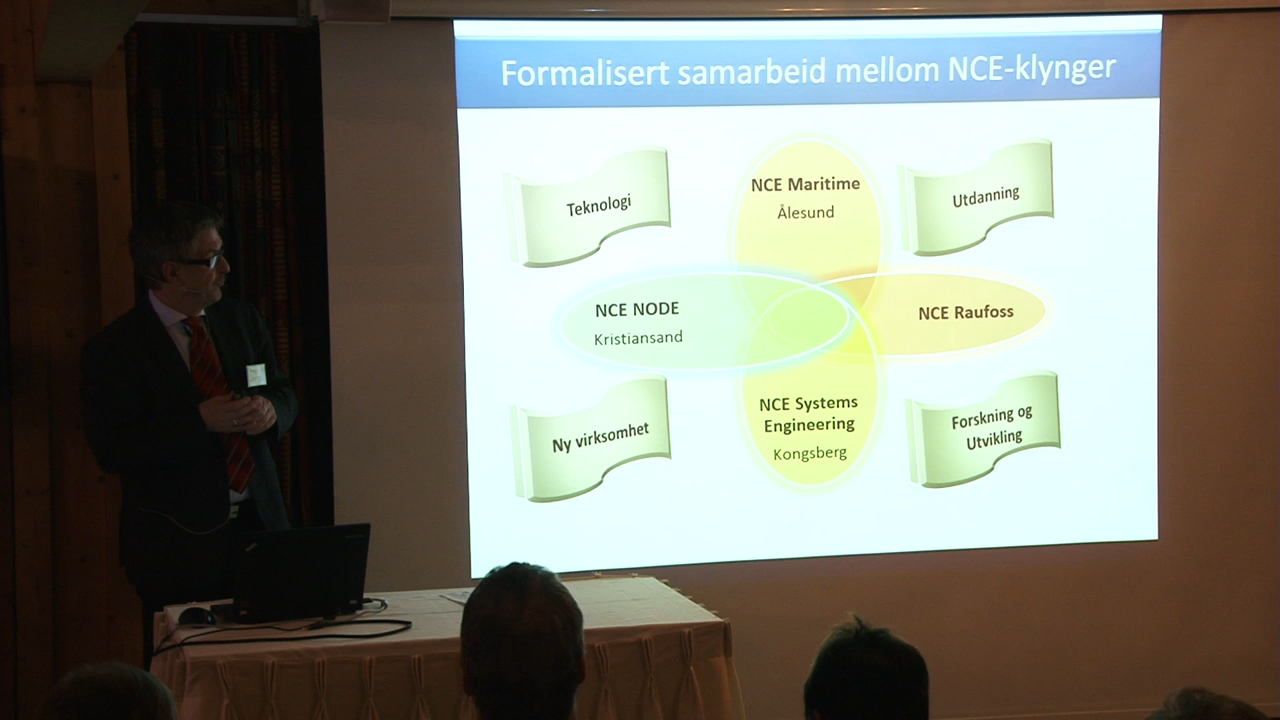 Formalisert samarbeid mellom NCE-klynger
Teknologi
NCE Maritime
Ålesund
Utdanning
NCE NODE
Kristiansand
NCE Raufoss
NCE Systems
Engineering
Kongsberg
Ny virksomhet
Forskning og
Utvikling